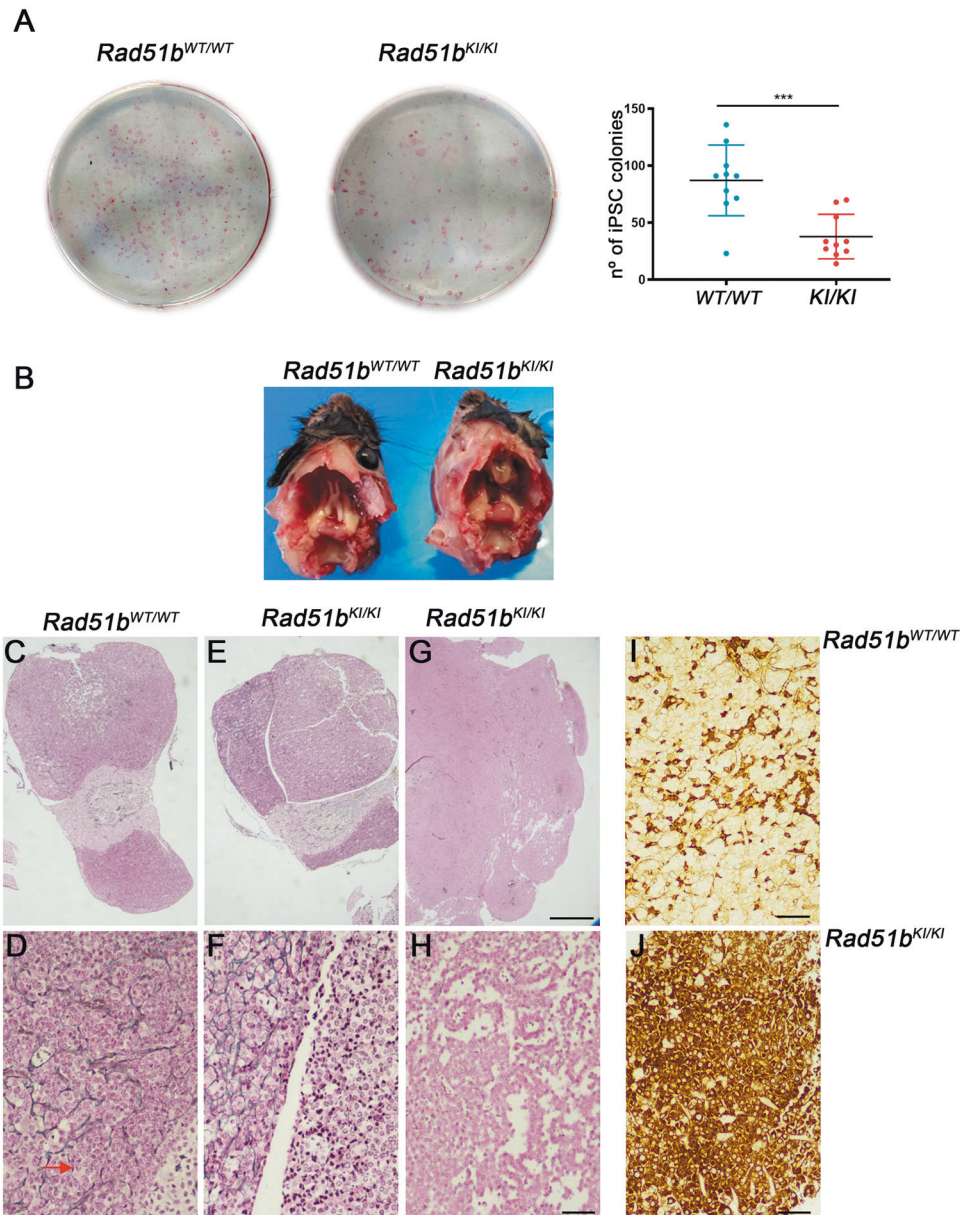 A
Rad51b^WT/WT
Rad51b^KI/KI
***
nº of iPSC colonies
150
100
50
0
WT/WT
KI/KI
B
Rad51b^WT/WT
Rad51b^KI/KI
Rad51b^WT/WT
Rad51b^KI/KI
Rad51b^KI/KI
C
E
G
I
Rad51b^WT/WT
D
F
H
J
Rad51b^KI/KI